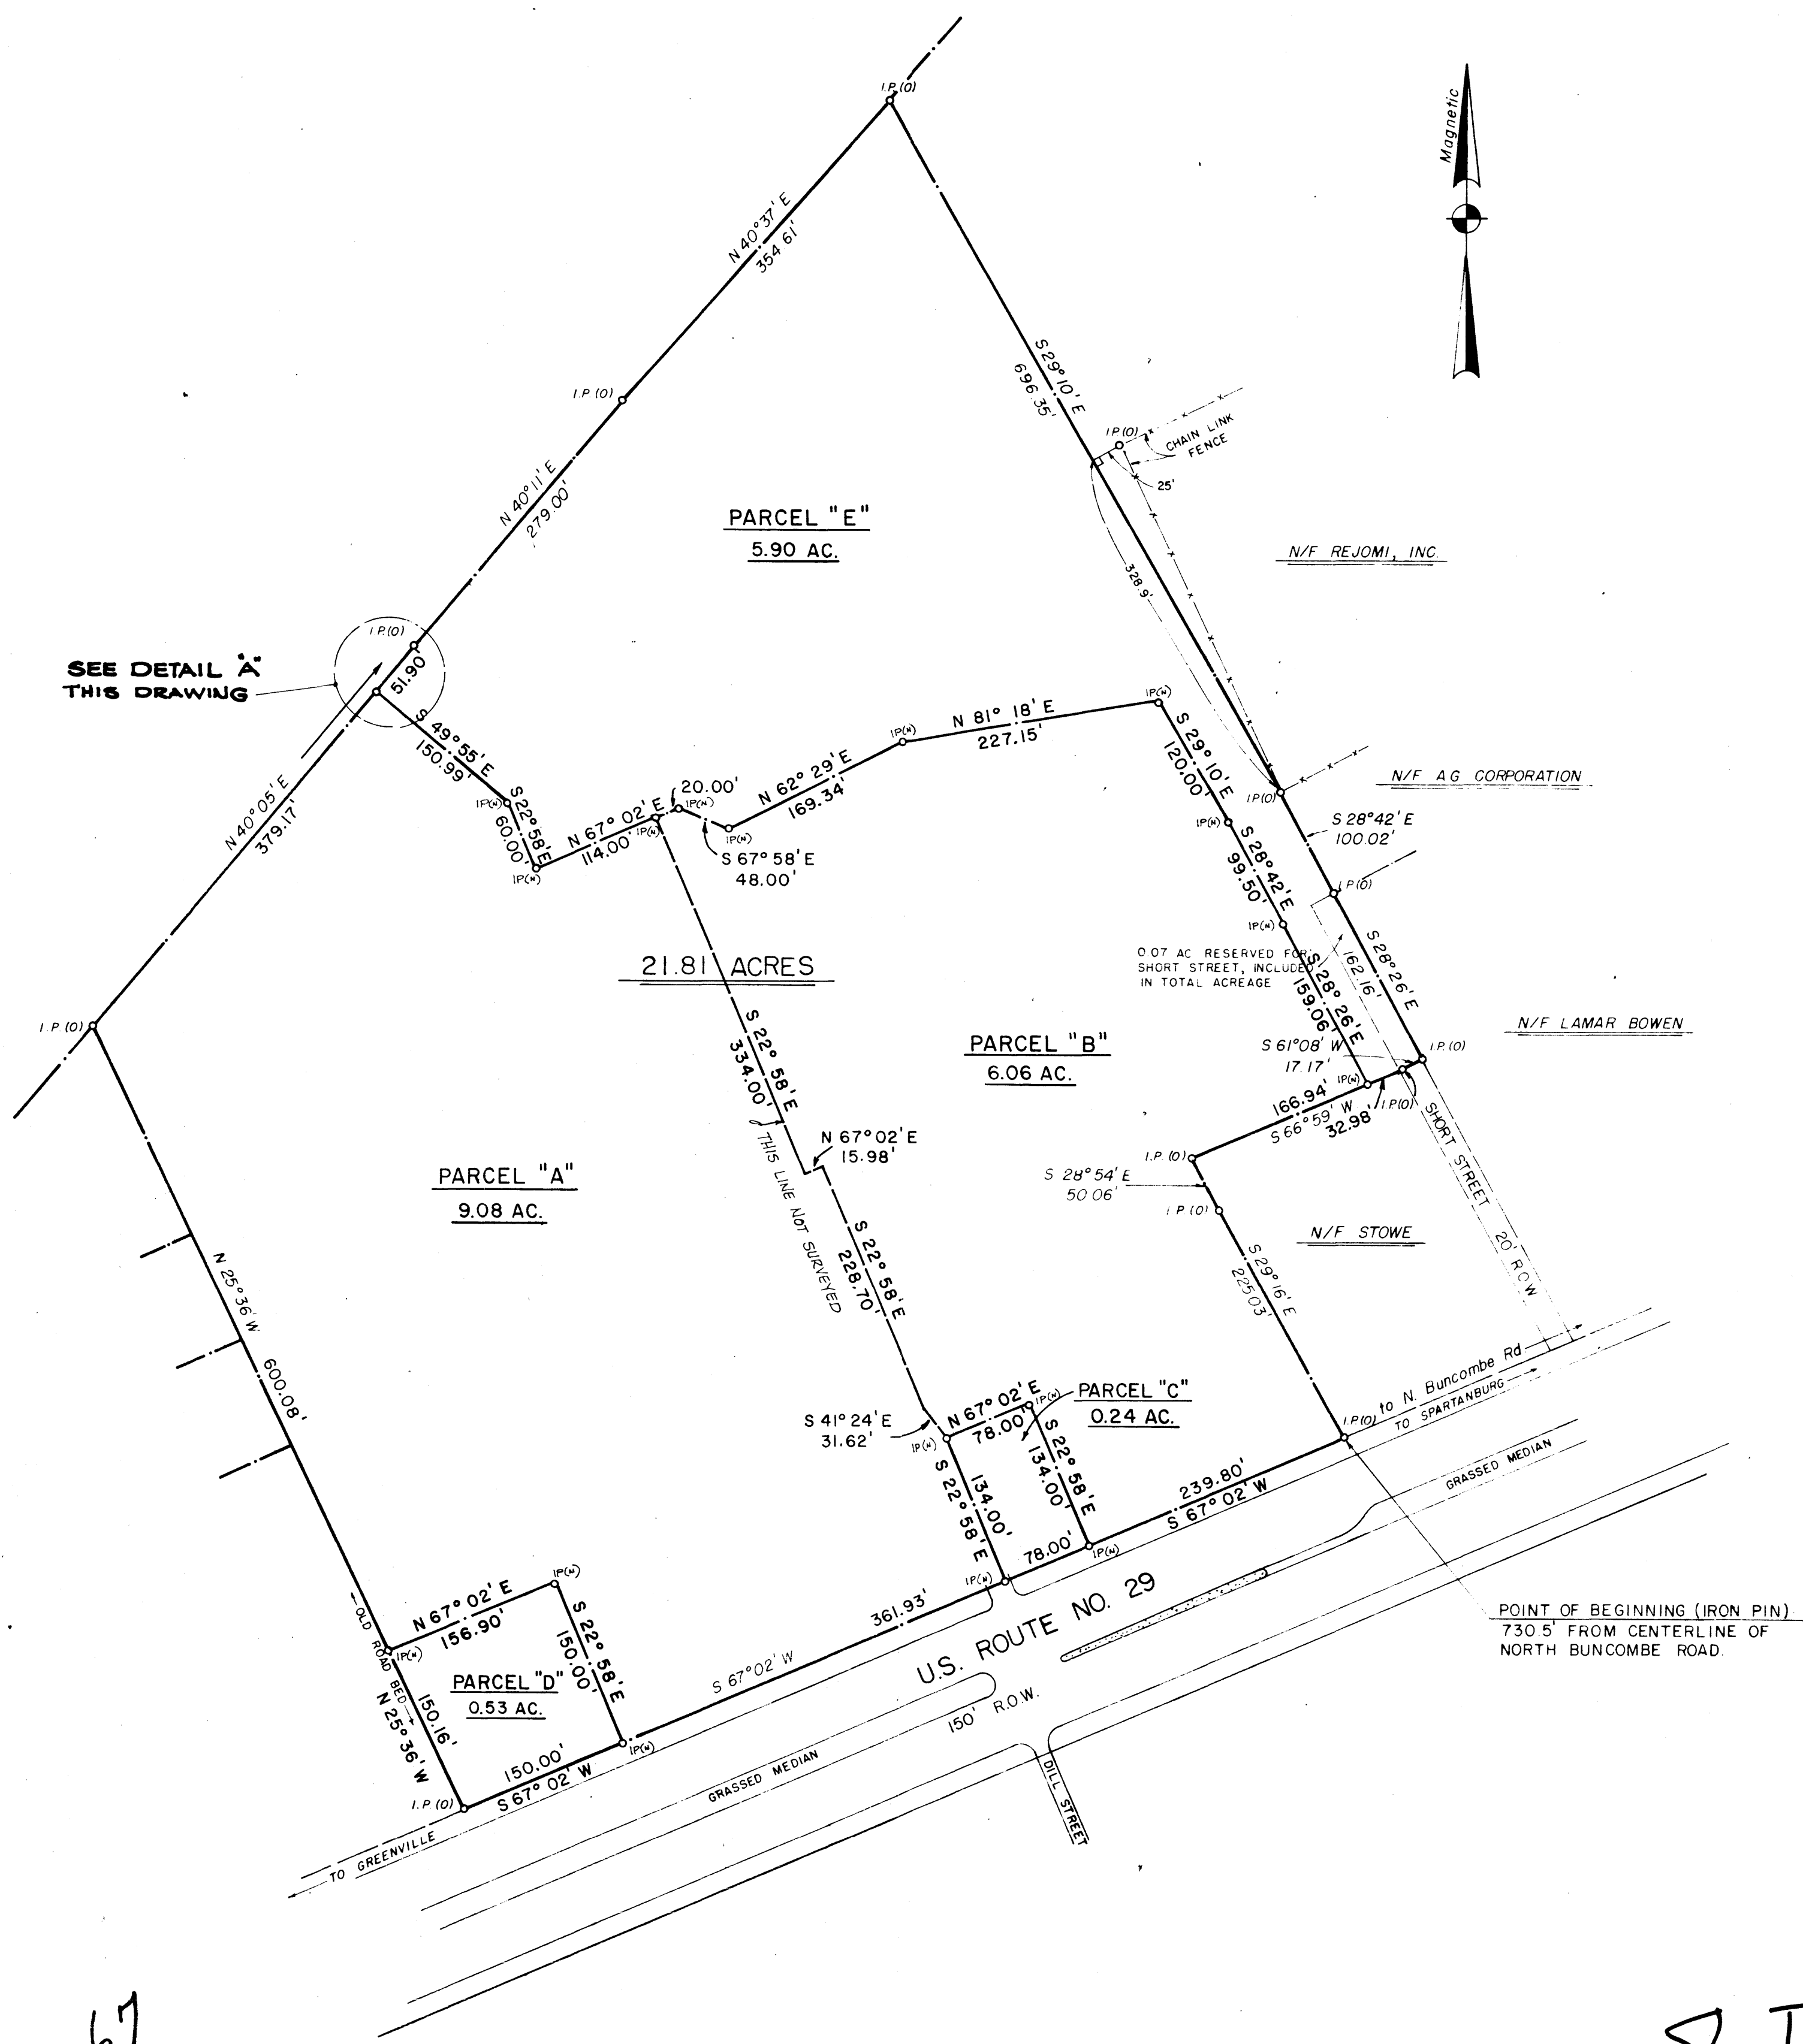 I.P.(O)
Magnetic
N 40° 37' E
354 61'
S 29° 10' E
696.35'
I.P.(O)
I.P.(O)
CHAIN LINK
FENCE
25'
N 40° 11' E
279.00'
PARCEL "E"
5.90 AC.
N/F REJOMI, INC.
328.9'
I.P.(O)
51.90'
SEE DETAIL "A"
THIS DRAWING
S 49° 55' E
150.99'
N 40° 05' E
379.17'
IP(N)
S 22° 58' E
60.00'
IP(N)
N 67° 02' E
114.00'
IP(N)
20.00'
IP(N)
IP(N)
S 67° 58' E
48.00'
N 62° 29' E
169.34'
IP(N)
N 81° 18' E
227.15'
IP(N)
S 29° 10' E
120.00'
IP(N)
I.P.(O)
N/F AG CORPORATION
S 28° 42' E
100.02'
S 28° 42' E
99.50'
IP(N)
I.P.(O)
21.81 ACRES
0.07 AC RESERVED FOR
SHORT STREET, INCLUDED
IN TOTAL ACREAGE
S 28° 26' E
159.06'
162.16'
S 28° 26' E
N/F LAMAR BOWEN
I.P.(O)
S 22° 58' E
334.00'
PARCEL "B"
6.06 AC.
S 61° 08' W
17.17'
I.P.(O)
IP(N)
I.P.(O)
166.94'
S 66° 59' W
32.98'
SHORT STREET 20' ROW
THIS LINE NOT SURVEYED
N 67° 02' E
15.98'
PARCEL "A"
9.08 AC.
I.P.(O)
S 28° 54' E
50.06'
I.P.(O)
N/F STOWE
S 29° 16' E
225.03'
S 22° 58' E
228.70'
N 25° 36' W
600.08'
S 41° 24' E
31.62'
IP(N)
N 67° 02' E
78.00'
IP(N)
PARCEL "C"
0.24 AC.
S 22° 58' E
134.00'
134.00'
S 22° 58' E
I.P.(O)
to N. Buncombe Rd
TO SPARTANBURG
GRASSED MEDIAN
239.80'
S 67° 02' W
78.00'
IP(N)
IP(N)
361.93'
S 67° 02' W
U.S. ROUTE NO. 29
150' R.O.W.
POINT OF BEGINNING (IRON PIN)
730.5' FROM CENTERLINE OF
NORTH BUNCOMBE ROAD.
OLD ROAD BED
IP(N)
N 67° 02' E
156.90'
IP(N)
S 22° 58' E
150.00'
PARCEL "D"
0.53 AC.
150.16'
N 25° 36' W
IP(N)
150.00'
S 67° 02' W
I.P.(O)
GRASSED MEDIAN
DILL STREET
TO GREENVILLE
67